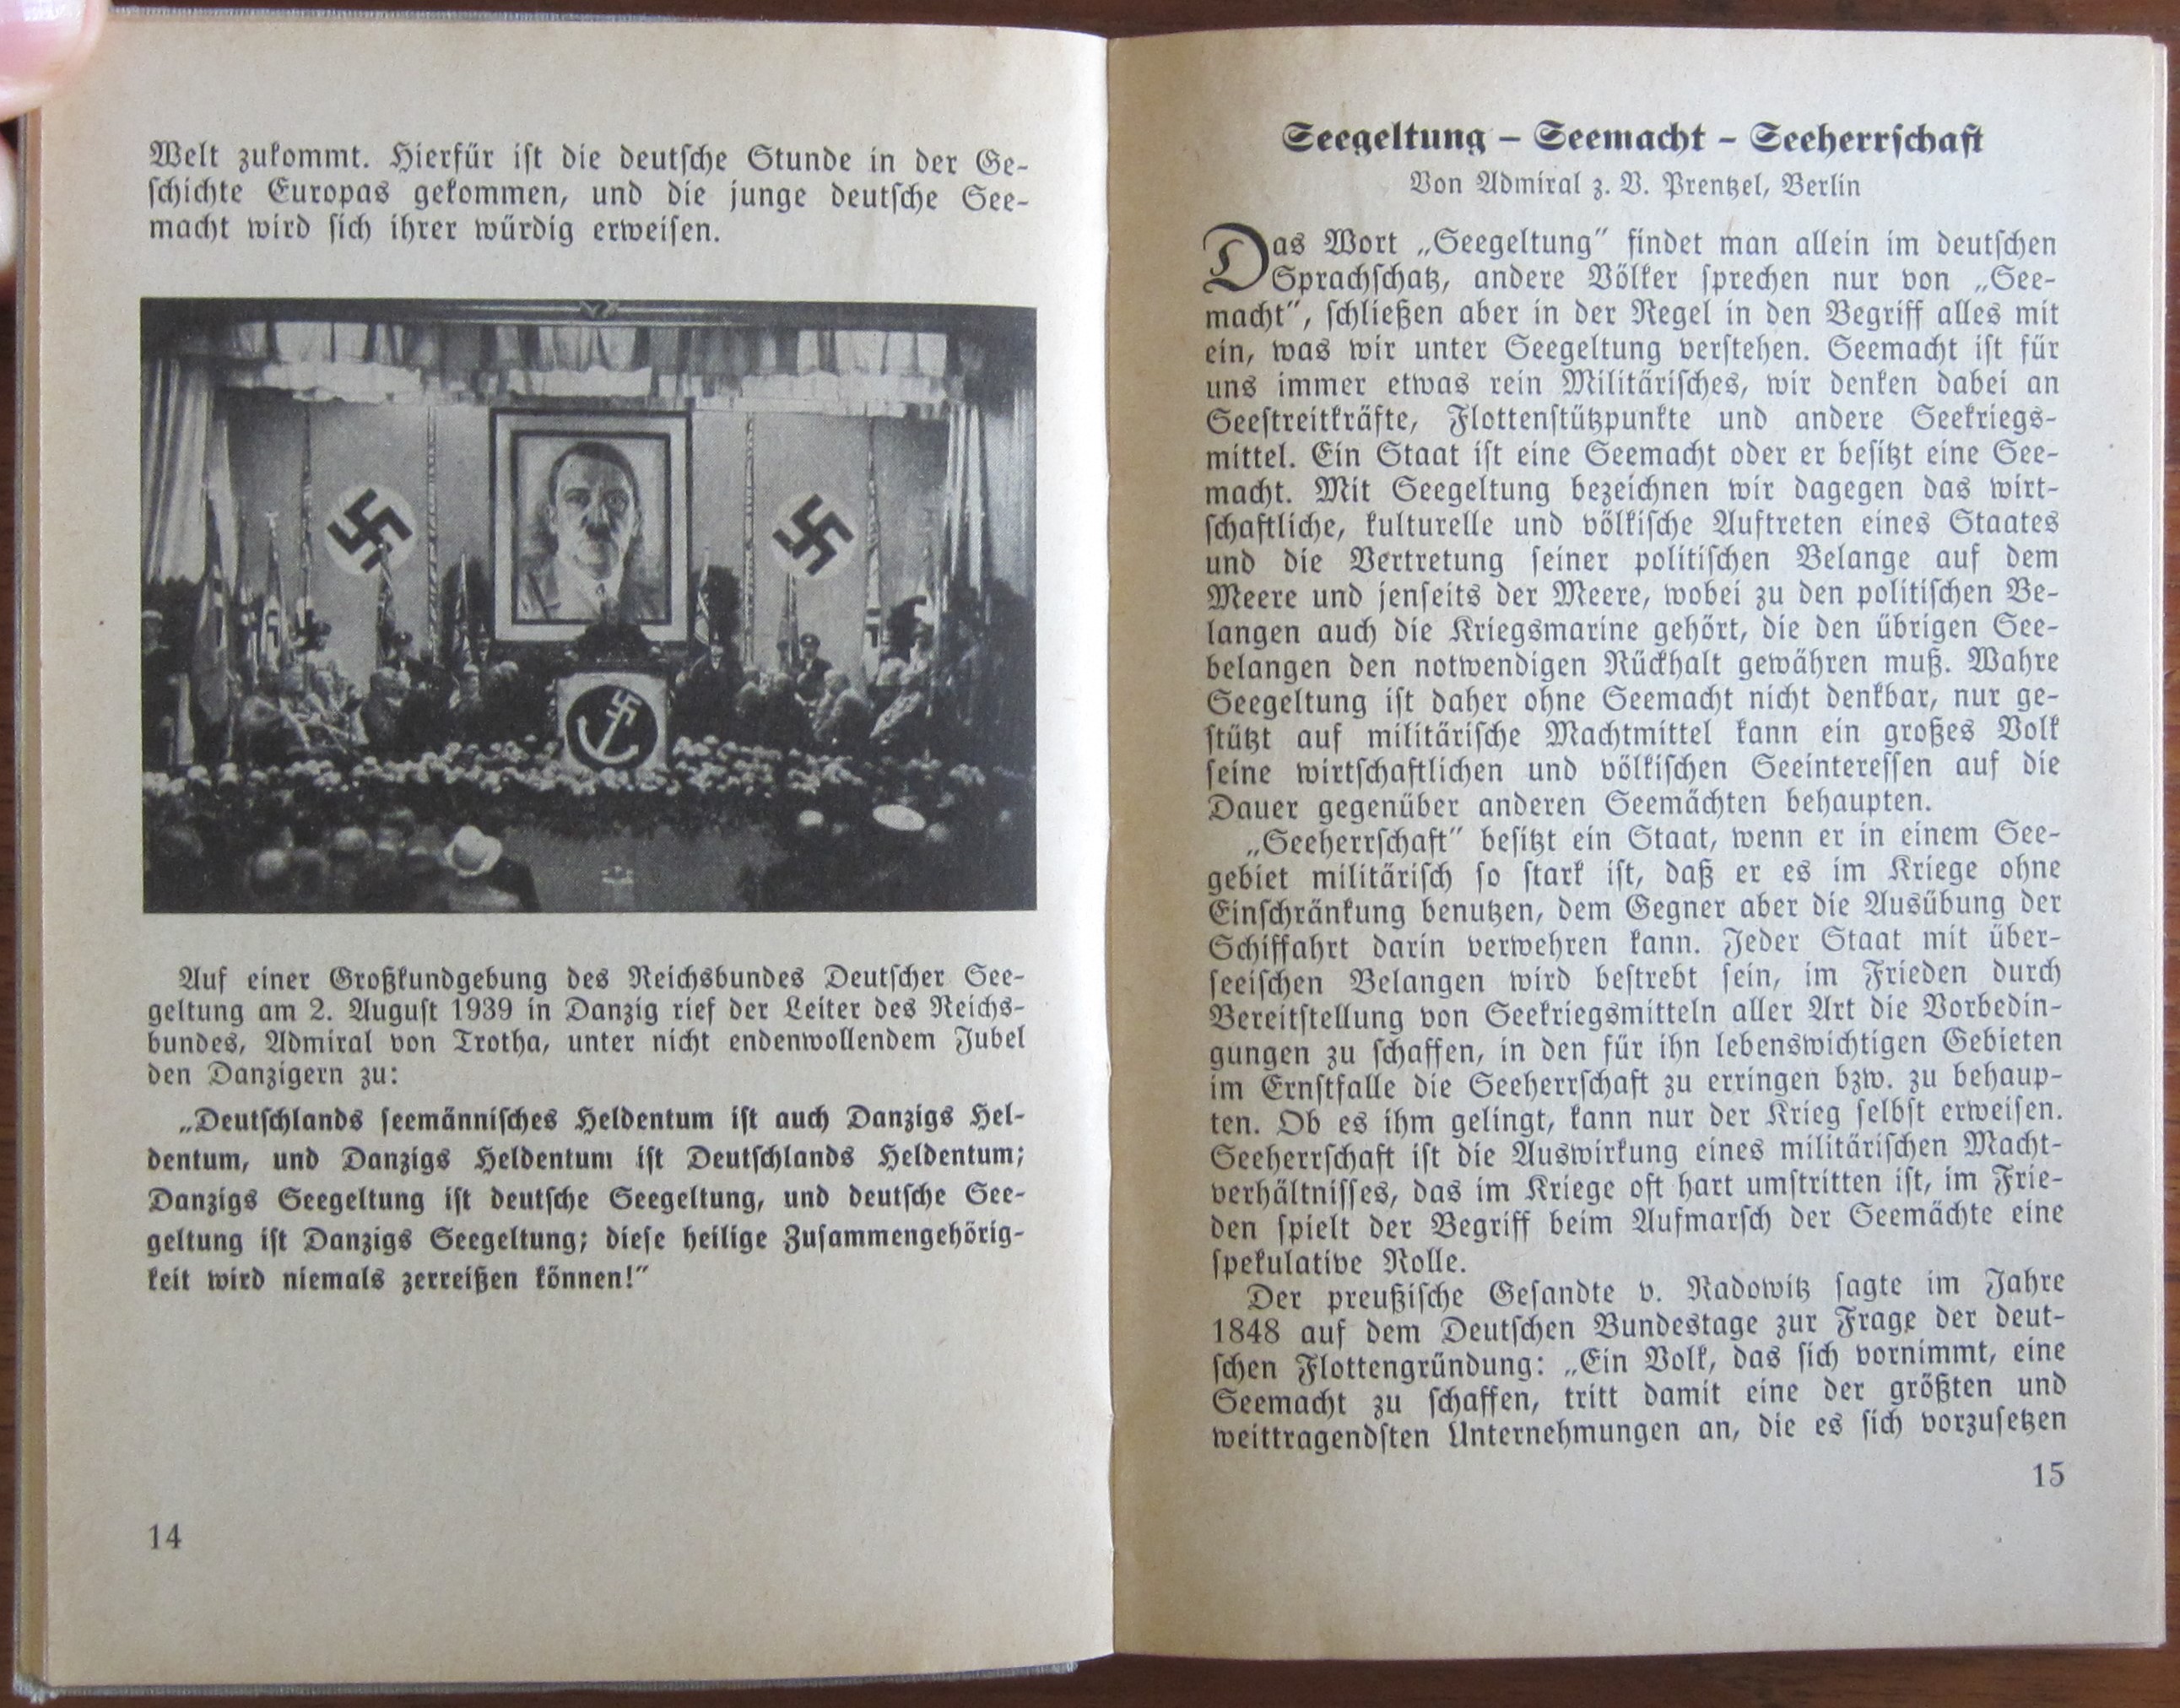 Welt zukommt. Hierfür iſt die deutſche Stunde in der Ge-
ſchichte Europas gekommen, und die junge deutſche See-
macht wird ſich ihrer würdig erweiſen.
Auf einer Großkundgebung des Reichsbundes Deutſcher See-
geltung am 2. Auguſt 1939 in Danzig rief der Leiter des Reichs-
bundes, Admiral von Trotha, unter nicht endenwollendem Jubel
den Danzigern zu:
„Deutſchlands ſeemänniſches Heldentum iſt auch Danzigs Hel-
dentum, und Danzigs Heldentum iſt Deutſchlands Heldentum;
Danzigs Seegeltung iſt deutſche Seegeltung, und deutſche See-
geltung iſt Danzigs Seegeltung; dieſe heilige Zuſammengehörig-
keit wird niemals zerreißen können!"
14
Seegeltung – Seemacht – Seeherrſchaft
Von Admiral z. V. Prentzel, Berlin
Das Wort „Seegeltung" findet man allein im deutſchen
Sprachſchatz, andere Völker ſprechen nur von „See-
macht", ſchließen aber in der Regel in den Begriff alles mit
ein, was wir unter Seegeltung verſtehen. Seemacht iſt für
uns immer etwas rein Militäriſches, wir denken dabei an
Seeſtreitkräfte, Flottenſtützpunkte und andere Seekriegs-
mittel. Ein Staat iſt eine Seemacht oder er beſitzt eine See-
macht. Mit Seegeltung bezeichnen wir dagegen das wirt-
ſchaftliche, kulturelle und völkiſche Auftreten eines Staates
und die Vertretung ſeiner politiſchen Belange auf dem
Meere und jenſeits der Meere, wobei zu den politiſchen Be-
langen auch die Kriegsmarine gehört, die den übrigen See-
belangen den notwendigen Rückhalt gewähren muß. Wahre
Seegeltung iſt daher ohne Seemacht nicht denkbar, nur ge-
ſtützt auf militäriſche Machtmittel kann ein großes Volk
ſeine wirtſchaftlichen und völkiſchen Seeintereſſen auf die
Dauer gegenüber anderen Seemächten behaupten.
„Seeherrſchaft" beſitzt ein Staat, wenn er in einem See-
gebiet militäriſch ſo ſtark iſt, daß er es im Kriege ohne
Einſchränkung benutzen, dem Gegner aber die Ausübung der
Schiffahrt darin verwehren kann. Jeder Staat mit über-
ſeeiſchen Belangen wird beſtrebt ſein, im Frieden durch
Bereitſtellung von Seekriegsmitteln aller Art die Vorbedin-
gungen zu ſchaffen, in den für ihn lebenswichtigen Gebieten
im Ernſtfalle die Seeherrſchaft zu erringen bzw. zu behaup-
ten. Ob es ihm gelingt, kann nur der Krieg ſelbſt erweiſen.
Seeherrſchaft iſt die Auswirkung eines militäriſchen Macht-
verhältniſſes, das im Kriege oft hart umſtritten iſt, im Frie-
den ſpielt der Begriff beim Aufmarſch der Seemächte eine
ſpekulative Rolle.
Der preußiſche Geſandte v. Radowitz ſagte im Jahre
1848 auf dem Deutſchen Bundestage zur Frage der deut-
ſchen Flottengründung: „Ein Volk, das ſich vornimmt, eine
Seemacht zu ſchaffen, tritt damit eine der größten und
weittragendſten Unternehmungen an, die es ſich vorzuſetzen
15